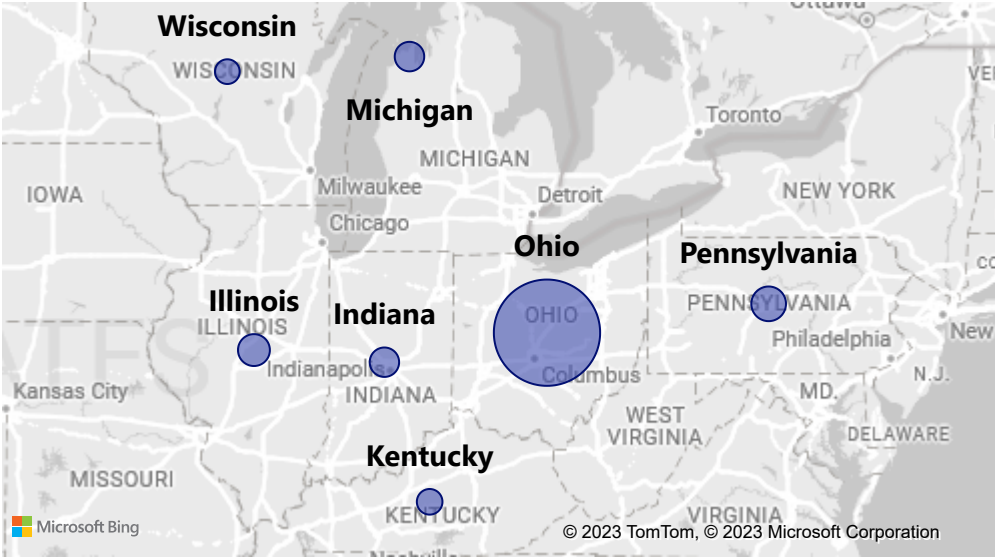 Ottawa
Wisconsin
WISCONSIN
Michigan
Toronto
MICHIGAN
IOWA
Milwaukee
Detroit
NEW YORK
Chicago
Ohio
Pennsylvania
Illinois
Indiana
ILLINOIS
OHIO
PENNSYLVANIA
Philadelphia
New
Indianapolis
Columbus
Kansas City
INDIANA
MD.
N.J.
WEST
VIRGINIA
DELAWARE
Kentucky
MISSOURI
KENTUCKY
VIRGINIA
Microsoft Bing
© 2023 TomTom, © 2023 Microsoft Corporation